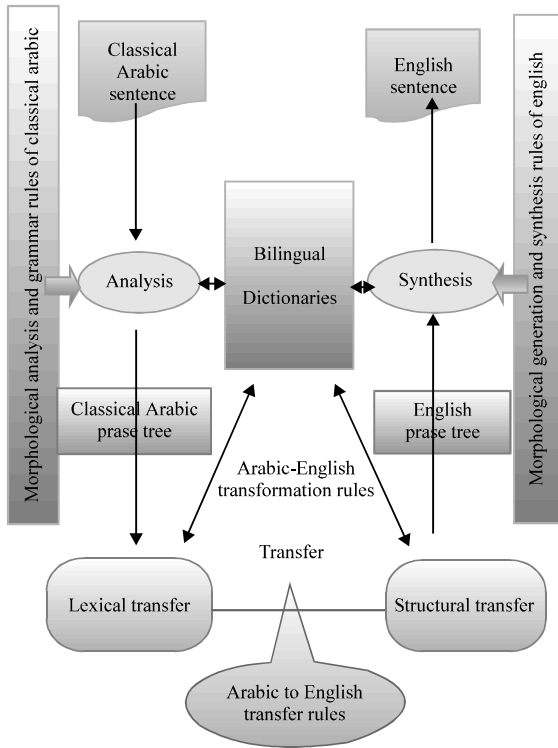 Morphological analysis and grammar rules of classical arabic
Classical
Arabic
sentence
English
sentence
Morphological generation and synthesis rules of english
Analysis
Bilingual
Dictionaries
Synthesis
Classical Arabic
prase tree
English
prase tree
Arabic-English
transformation rules
Transfer
Lexical transfer
Structural transfer
Arabic to English
transfer rules